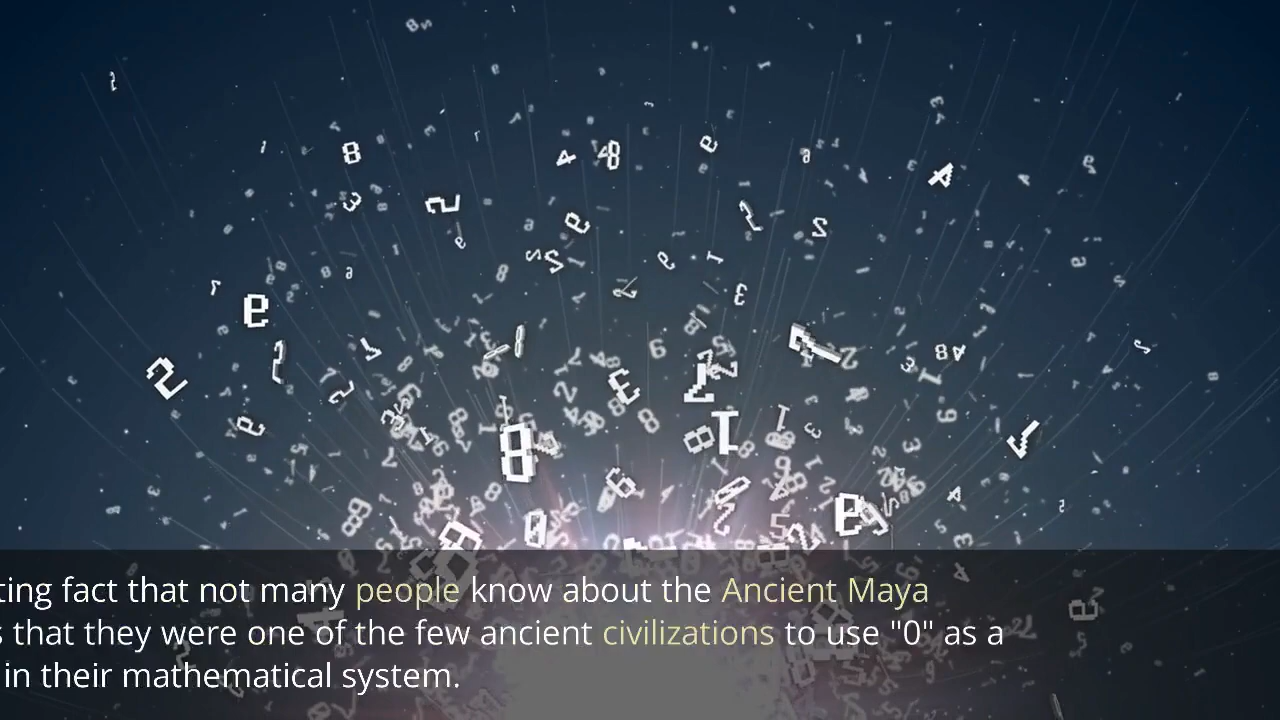 ting fact that not many people know about the Ancient Maya
s that they were one of the few ancient civilizations to use "0" as a
in their mathematical system.